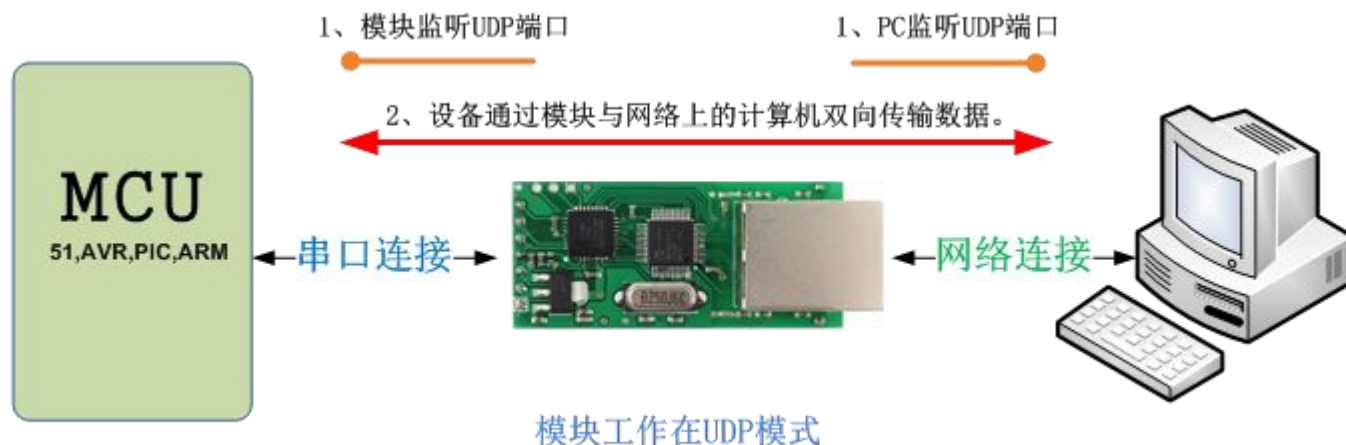 1、模块监听UDP端口
1、PC监听UDP端口
2、设备通过模块与网络上的计算机双向传输数据。
MCU
51,AVR,PIC,ARM
串口连接
网络连接
模块工作在UDP模式